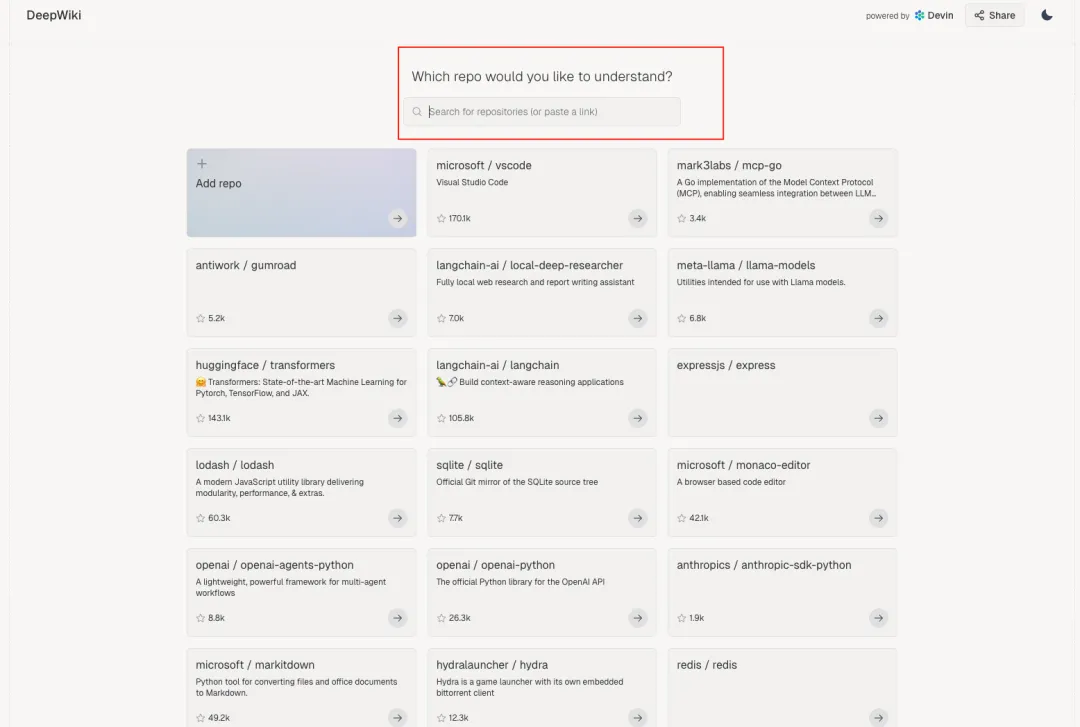 DeepWiki
powered by Devin
Share
Which repo would you like to understand?
Search for repositories (or paste a link)
Add repo
microsoft / vscode
Visual Studio Code
170.1k
mark3labs / mcp-go
A Go implementation of the Model Context Protocol
(MCP), enabling seamless integration between LLM...
3.4k
antiwork / gumroad
5.2k
langchain-ai / local-deep-researcher
Fully local web research and report writing assistant
7.0k
meta-llama / llama-models
Utilities intended for use with Llama models.
6.8k
huggingface / transformers
🤗 Transformers: State-of-the-art Machine Learning for
Pytorch, TensorFlow, and JAX.
143.1k
langchain-ai / langchain
🦜🔗 Build context-aware reasoning applications
105.8k
expressjs / express
lodash / lodash
A modern JavaScript utility library delivering
modularity, performance, & extras.
60.3k
sqlite / sqlite
Official Git mirror of the SQLite source tree
7.7k
microsoft / monaco-editor
A browser based code editor
42.1k
openai / openai-agents-python
A lightweight, powerful framework for multi-agent
workflows
8.8k
openai / openai-python
The official Python library for the OpenAI API
26.3k
anthropics / anthropic-sdk-python
1.9k
microsoft / markitdown
Python tool for converting files and office documents
to Markdown.
49.2k
hydralauncher / hydra
Hydra is a game launcher with its own embedded
bittorrent client
12.3k
redis / redis